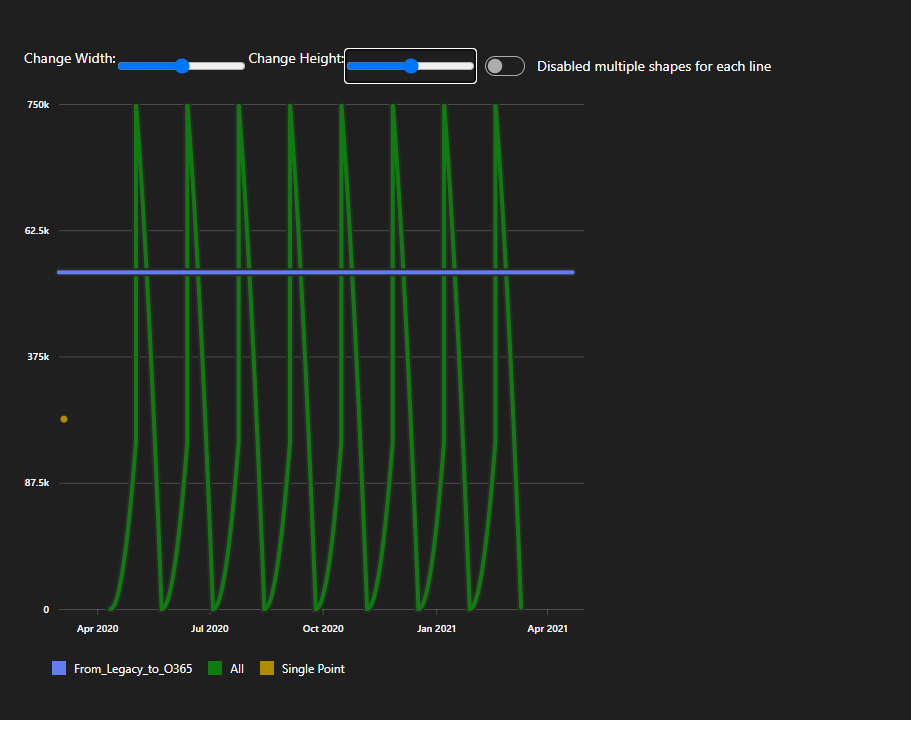 Change Width: Change Height: Disabled multiple shapes for each line
750k
62.5k
375k
87.5k
0
Apr 2020 Jul 2020 Oct 2020 Jan 2021 Apr 2021
From_Legacy_to_O365 All Single Point